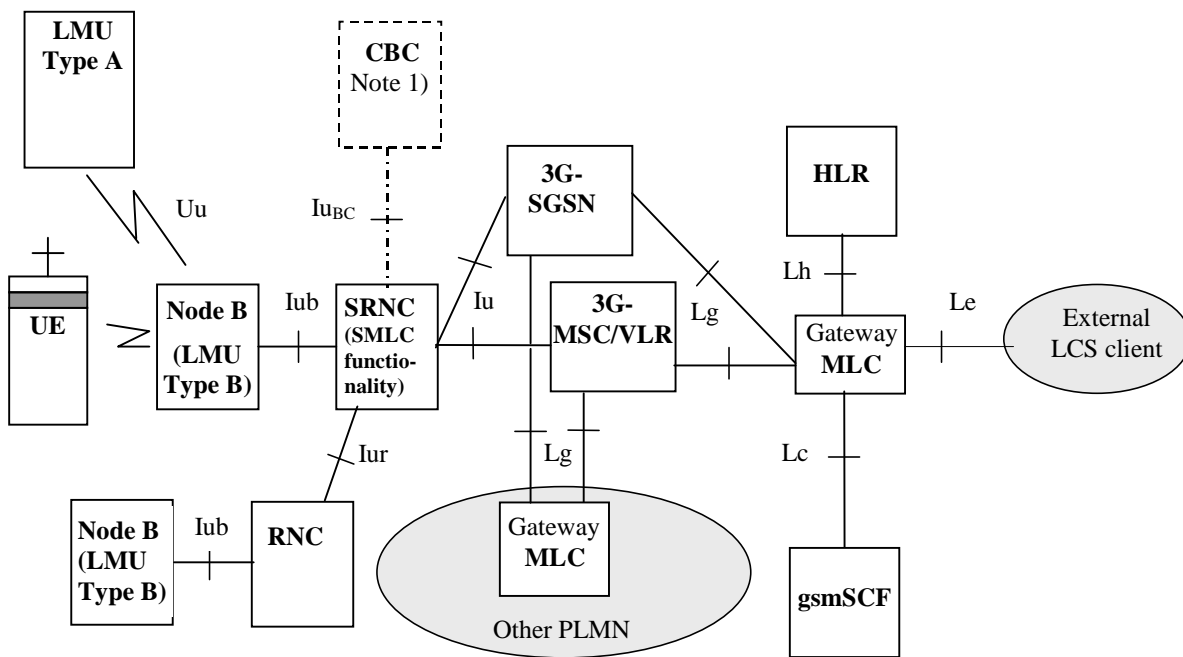 LMU
Type A
CBC
Note 1)
3G-
SGSN
HLR
Uu
IuBC
Lh
Le
UE
Node B
(LMU
Type B)
Iub
SRNC
(SMLC
functio-
nality)
Iu
3G-
MSC/VLR
Lg
Gateway
MLC
External
LCS client
Iur
Lg
Lc
Node B
(LMU
Type B)
Iub
RNC
Gateway
MLC
Other PLMN
gsmSCF